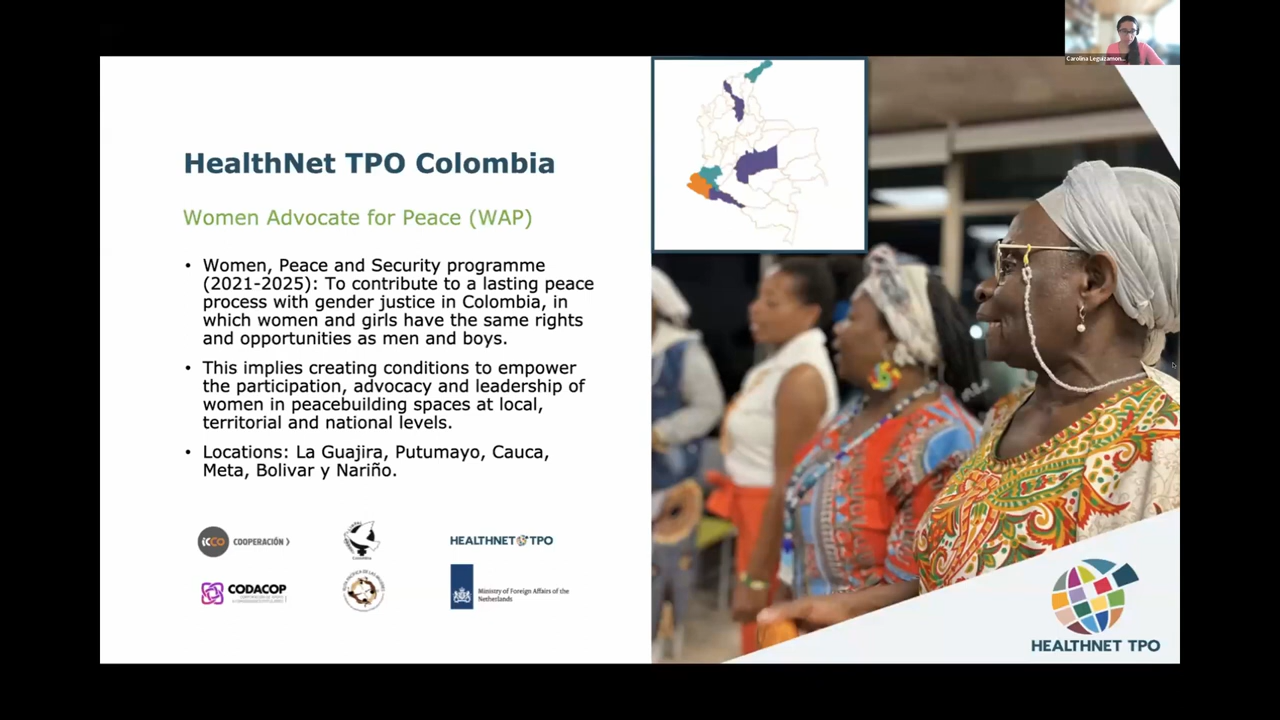 Carolina Leguizamon...
HealthNet TPO Colombia
Women Advocate for Peace (WAP)
• Women, Peace and Security programme
(2021-2025): To contribute to a lasting peace
process with gender justice in Colombia, in
which women and girls have the same rights
and opportunities as men and boys.
• This implies creating conditions to empower
the participation, advocacy and leadership of
women in peacebuilding spaces at local,
territorial and national levels.
• Locations: La Guajira, Putumayo, Cauca,
Meta, Bolivar y Nariño.
icco COOPERACIÓN
HEALTHNET TPO
CODACOP
Ministry of Foreign Affairs of the
Netherlands
HEALTHNET TPO